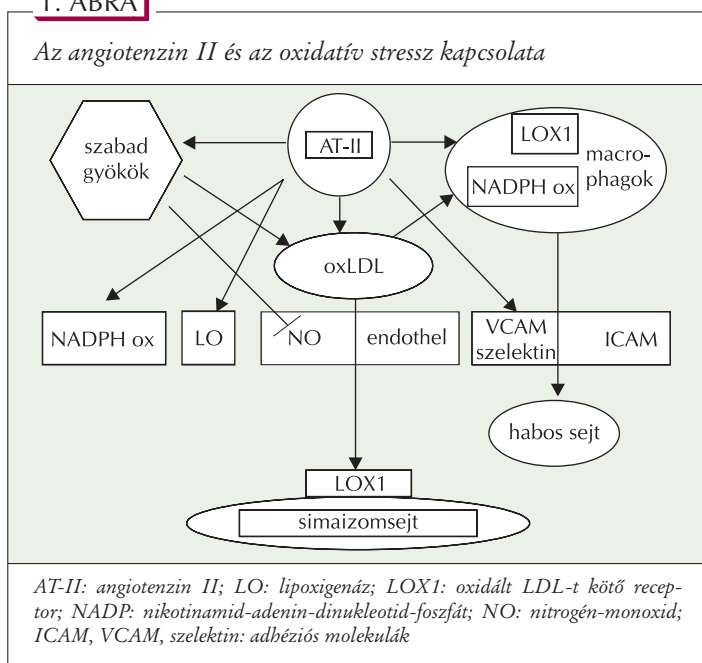 1. ÁBRA
Az angiotenzin II és az oxidatív stressz kapcsolata
szabad
gyökök
AT-II
LOX1
macro-
phagok
NADPH ox
oxLDL
NADPH ox
LO
NO
endothel
VCAM
szelektin
ICAM
habos sejt
LOX1
simaizomsejt
AT-II: angiotenzin II; LO: lipoxigenáz; LOX1: oxidált LDL-t kötő recep-
tor; NADP: nikotinamid-adenin-dinukleotid-foszfát; NO: nitrogén-monoxid;
ICAM, VCAM, szelektin: adhéziós molekulák